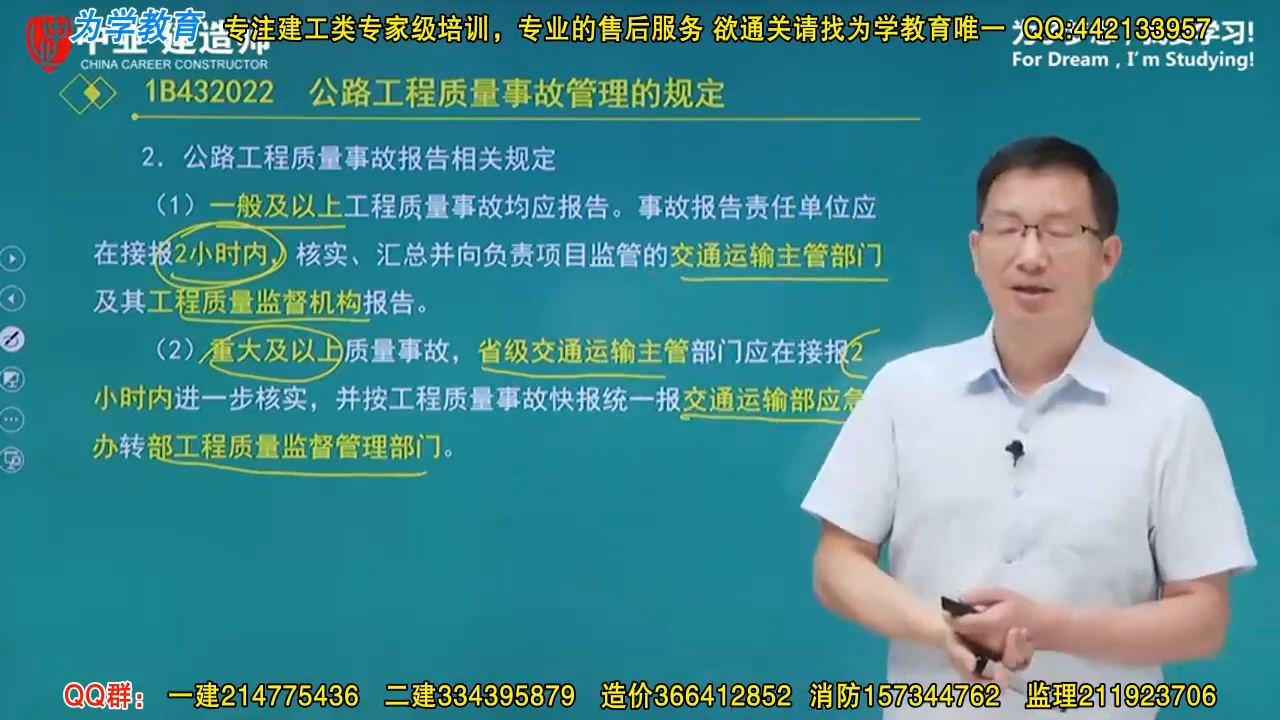 为学教育 专注建工类专家级培训，专业的售后服务 欲通关请找为学教育唯一 QQ:442133957
建造师
CHINA CAREER CONSTRUCTOR
For Dream , I'm Studying!
1B432022 公路工程质量事故管理的规定
2. 公路工程质量事故报告相关规定
（1）一般及以上工程质量事故均应报告。事故报告责任单位应
在接报2小时内，核实、汇总并向负责项目监管的交通运输主管部门
及其工程质量监督机构报告。
（2）重大及以上质量事故，省级交通运输主管部门应在接报2
小时内进一步核实，并按工程质量事故快报统一报交通运输部应急
办转部工程质量监督管理部门。
QQ群： 一建214775436 二建334395879 造价366412852 消防157344762 监理211923706